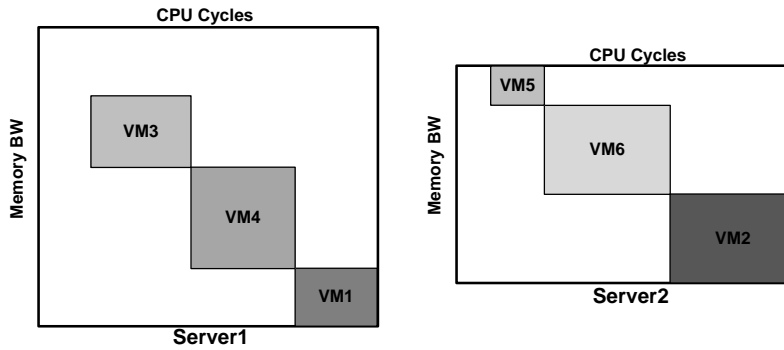 CPU Cycles
Memory BW
VM3
VM4
VM1
Server1
CPU Cycles
Memory BW
VM5
VM6
VM2
Server2